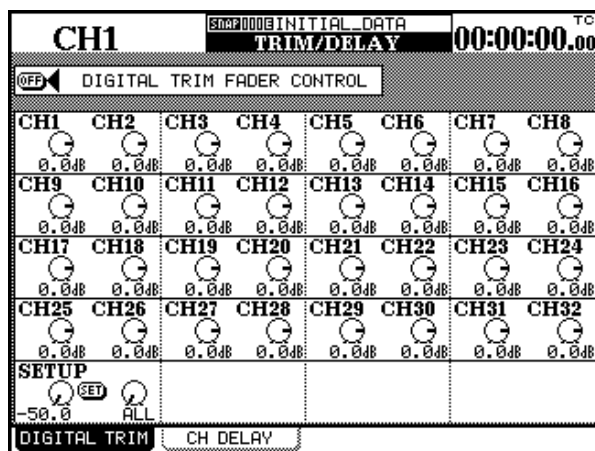 CH1 SNAP 000 INITIAL_DATA TC
TRIM/DELAY 00:00:00.00
OFF DIGITAL TRIM FADER CONTROL
CH1 CH2 CH3 CH4 CH5 CH6 CH7 CH8
0.0dB 0.0dB 0.0dB 0.0dB 0.0dB 0.0dB 0.0dB 0.0dB
CH9 CH10 CH11 CH12 CH13 CH14 CH15 CH16
0.0dB 0.0dB 0.0dB 0.0dB 0.0dB 0.0dB 0.0dB 0.0dB
CH17 CH18 CH19 CH20 CH21 CH22 CH23 CH24
0.0dB 0.0dB 0.0dB 0.0dB 0.0dB 0.0dB 0.0dB 0.0dB
CH25 CH26 CH27 CH28 CH29 CH30 CH31 CH32
0.0dB 0.0dB 0.0dB 0.0dB 0.0dB 0.0dB 0.0dB 0.0dB
SETUP
SET
-50.0 ALL
DIGITAL TRIM CH DELAY